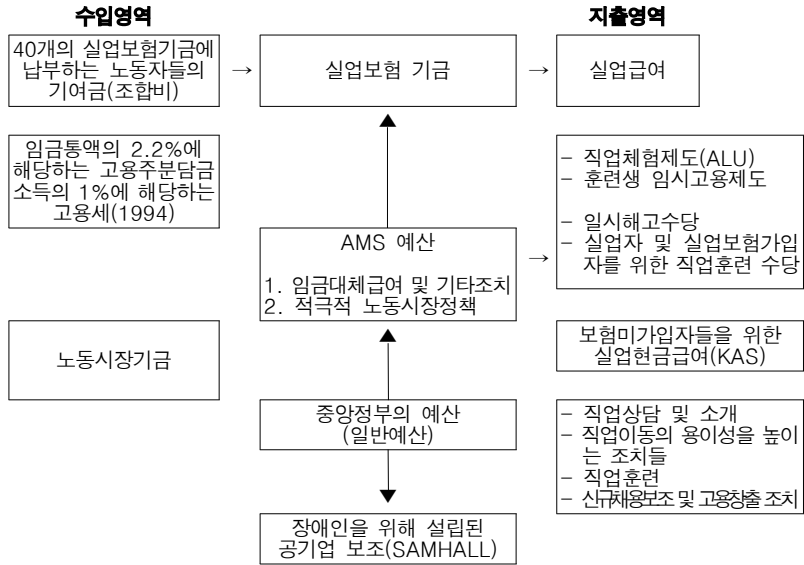 수입영역
지출영역
40개의 실업보험기금에
납부하는 노동자들의
기여금(조합비)
→
실업보험 기금
→
실업급여
임금통액의 2.2%에
해당하는 고용주분담금
소득의 1%에 해당하는
고용세(1994)
- 직업체험제도(ALU)
- 훈련생 임시고용제도
- 일시해고수당
- 실업자 및 실업보험가입
자를 위한 직업훈련 수당
AMS 예산
1. 임금대체급여 및 기타조치
2. 적극적 노동시장정책
→
노동시장기금
보험미가입자들을 위한
실업현금급여(KAS)
중앙정부의 예산
(일반예산)
- 직업상담 및 소개
- 직업이동의 용이성을 높이
는 조치들
- 직업훈련
- 신규채용보조 및 고용창출 조치
장애인을 위해 설립된
공기업 보조(SAMHALL)